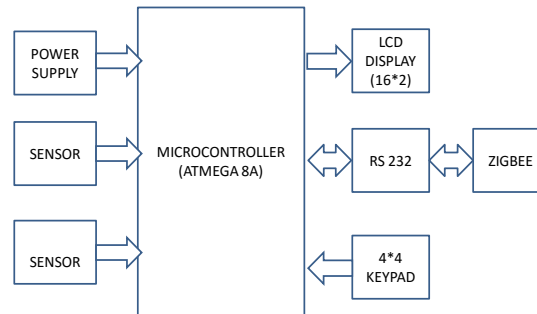 POWER
SUPPLY
LCD
DISPLAY
(16*2)
SENSOR
MICROCONTROLLER
(ATMEGA 8A)
RS 232
ZIGBEE
SENSOR
4*4
KEYPAD